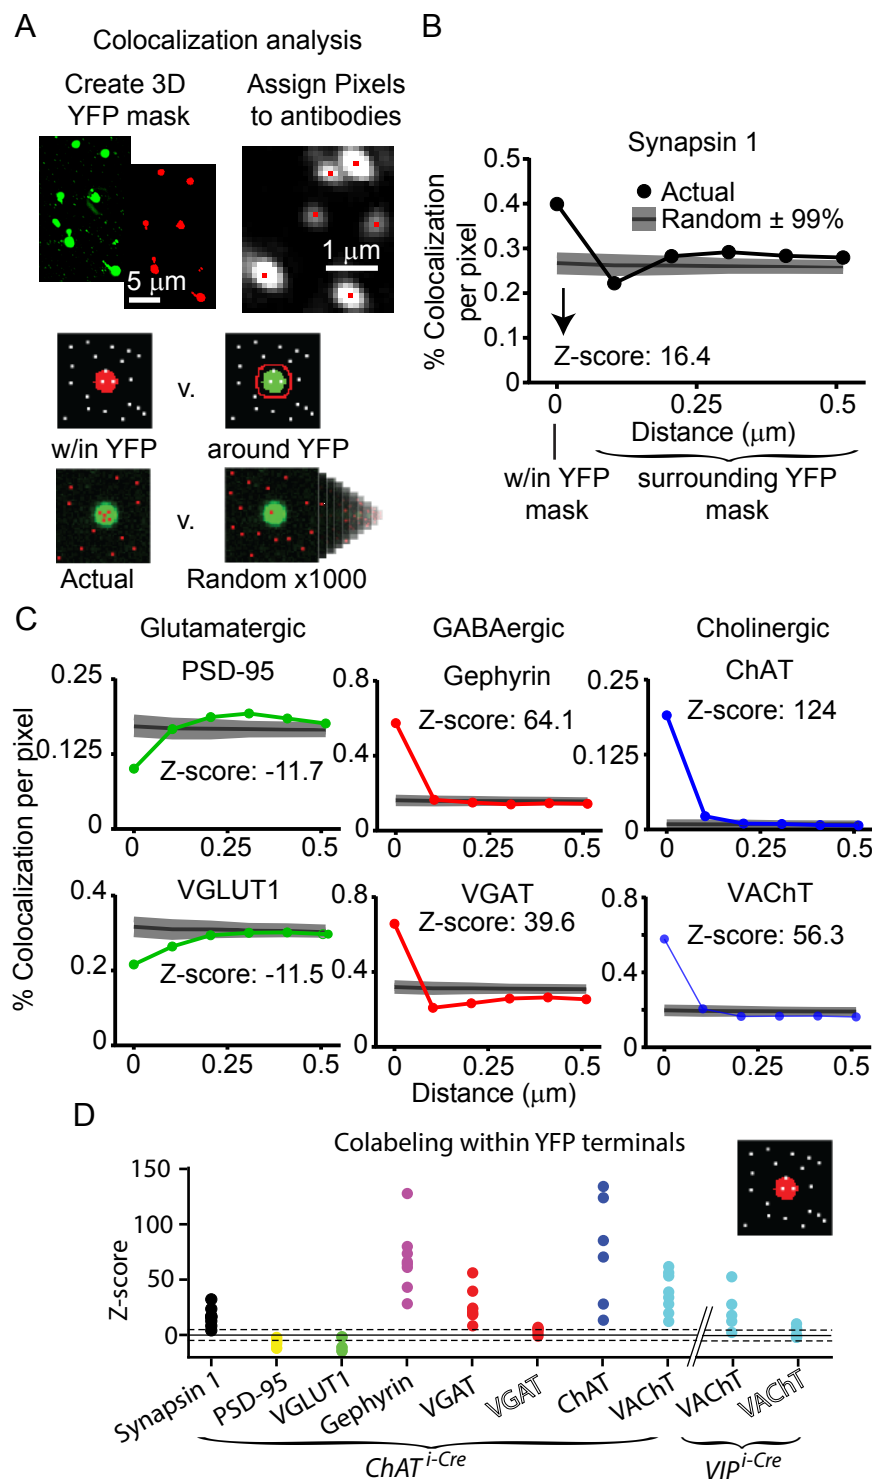 A
Colocalization analysis
Create 3D
YFP mask
Assign Pixels
to antibodies
5 μm
1 μm
w/in YFP
v.
around YFP
Actual
v.
Random x1000
B
Synapsin 1
% Colocalization
per pixel
0.5
0.4
0.3
0.2
0.1
0
Actual
Random ± 99%
Z-score: 16.4
0
0.25
0.5
Distance (μm)
w/in YFP
mask
surrounding YFP
mask
C
Glutamatergic
GABAergic
Cholinergic
% Colocalization per pixel
PSD-95
0.25
0.125
0
Z-score: -11.7
0
0.25
0.5
Gephyrin
0.8
0.4
0
Z-score: 64.1
0
0.25
0.5
ChAT
0.25
0.125
0
Z-score: 124
0
0.25
0.5
VGLUT1
0.4
0.2
0
Z-score: -11.5
0
0.25
0.5
VGAT
0.8
0.4
0
Z-score: 39.6
0
0.25
0.5
VAChT
0.8
0.4
0
Z-score: 56.3
0
0.25
0.5
Distance (μm)
D
Colabeling within YFP terminals
Z-score
150
100
50
0
Synapsin 1
PSD-95
VGLUT1
Gephyrin
VGAT
VGAT
ChAT
VAChT
VAChT
VAChT
ChAT i-Cre
VIP i-Cre